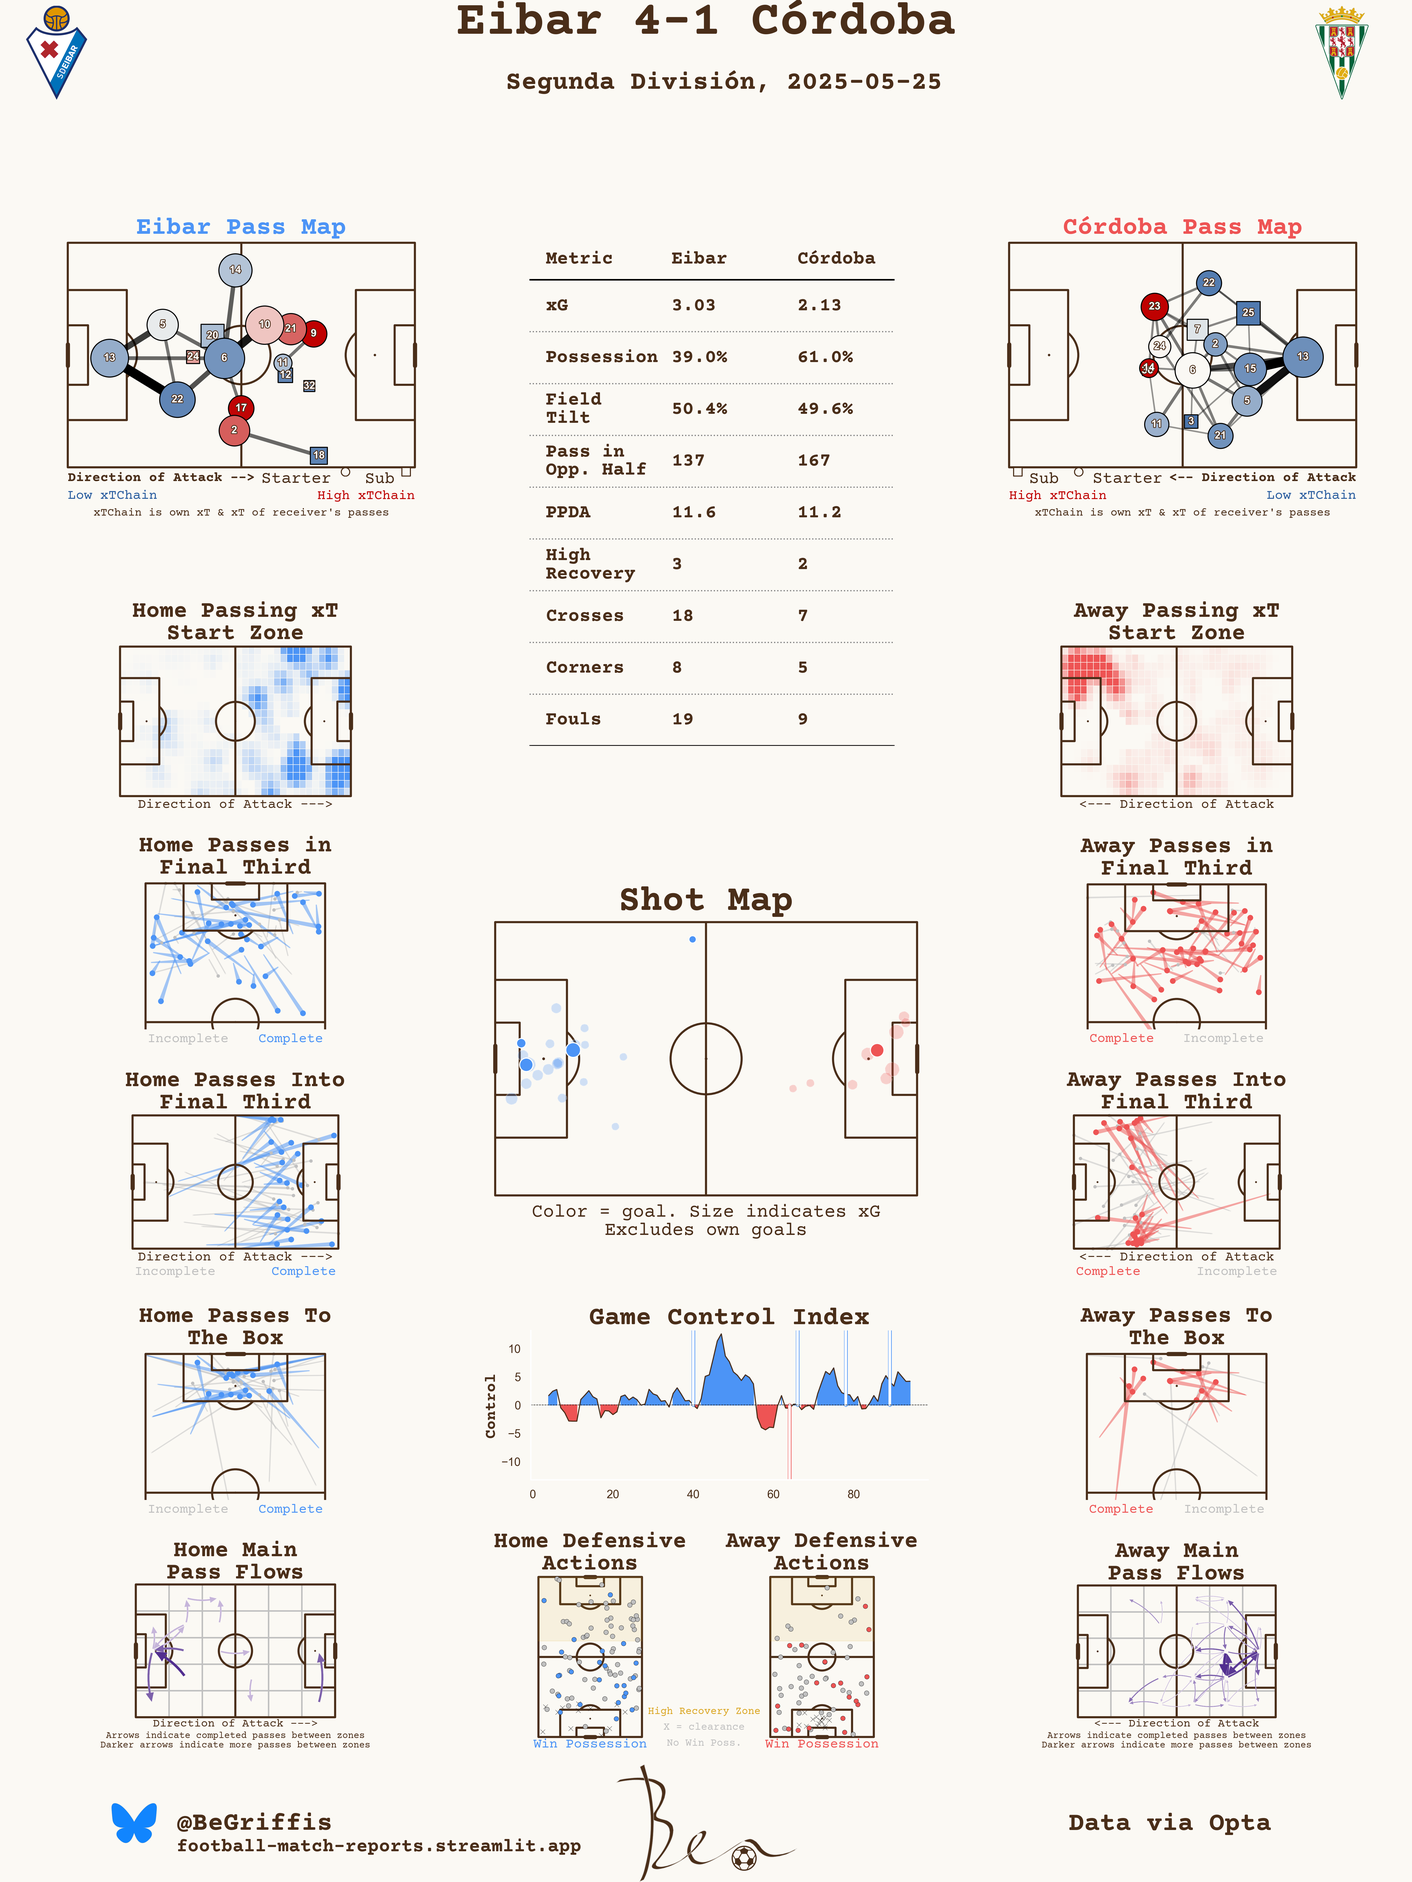 Eibar 4-1 Córdoba
Segunda División, 2025-05-25
SDEIBAR
Eibar Pass Map
14
5
20
10
21
9
13
24
6
11
12
32
22
17
2
18
Direction of Attack --> Starter Sub
Low xTChain High xTChain
xTChain is own xT & xT of receiver's passes
Metric Eibar Córdoba
xG 3.03 2.13
Possession 39.0% 61.0%
Field
Tilt 50.4% 49.6%
Pass in
Opp. Half 137 167
PPDA 11.6 11.2
High
Recovery 3 2
Crosses 18 7
Corners 8 5
Fouls 19 9
Córdoba Pass Map
22
23
25
7
24
2
13
14
6
15
5
11
3
21
Sub Starter <-- Direction of Attack
High xTChain Low xTChain
xTChain is own xT & xT of receiver's passes
Home Passing xT
Start Zone
Direction of Attack --->
Away Passing xT
Start Zone
<--- Direction of Attack
Home Passes in
Final Third
Incomplete Complete
Away Passes in
Final Third
Complete Incomplete
Shot Map
Color = goal. Size indicates xG
Excludes own goals
Home Passes Into
Final Third
Direction of Attack --->
Incomplete Complete
Away Passes Into
Final Third
<--- Direction of Attack
Complete Incomplete
Home Passes To
The Box
Incomplete Complete
Game Control Index
Control
10
5
0
−5
−10
0 20 40 60 80
Away Passes To
The Box
Complete Incomplete
Home Main
Pass Flows
Direction of Attack --->
Arrows indicate completed passes between zones
Darker arrows indicate more passes between zones
Home Defensive
Actions
Win Possession
Away Defensive
Actions
Win Possession
High Recovery Zone
X = clearance
No Win Poss.
Away Main
Pass Flows
<--- Direction of Attack
Arrows indicate completed passes between zones
Darker arrows indicate more passes between zones
@BeGriffis
football-match-reports.streamlit.app
Ben
Data via Opta